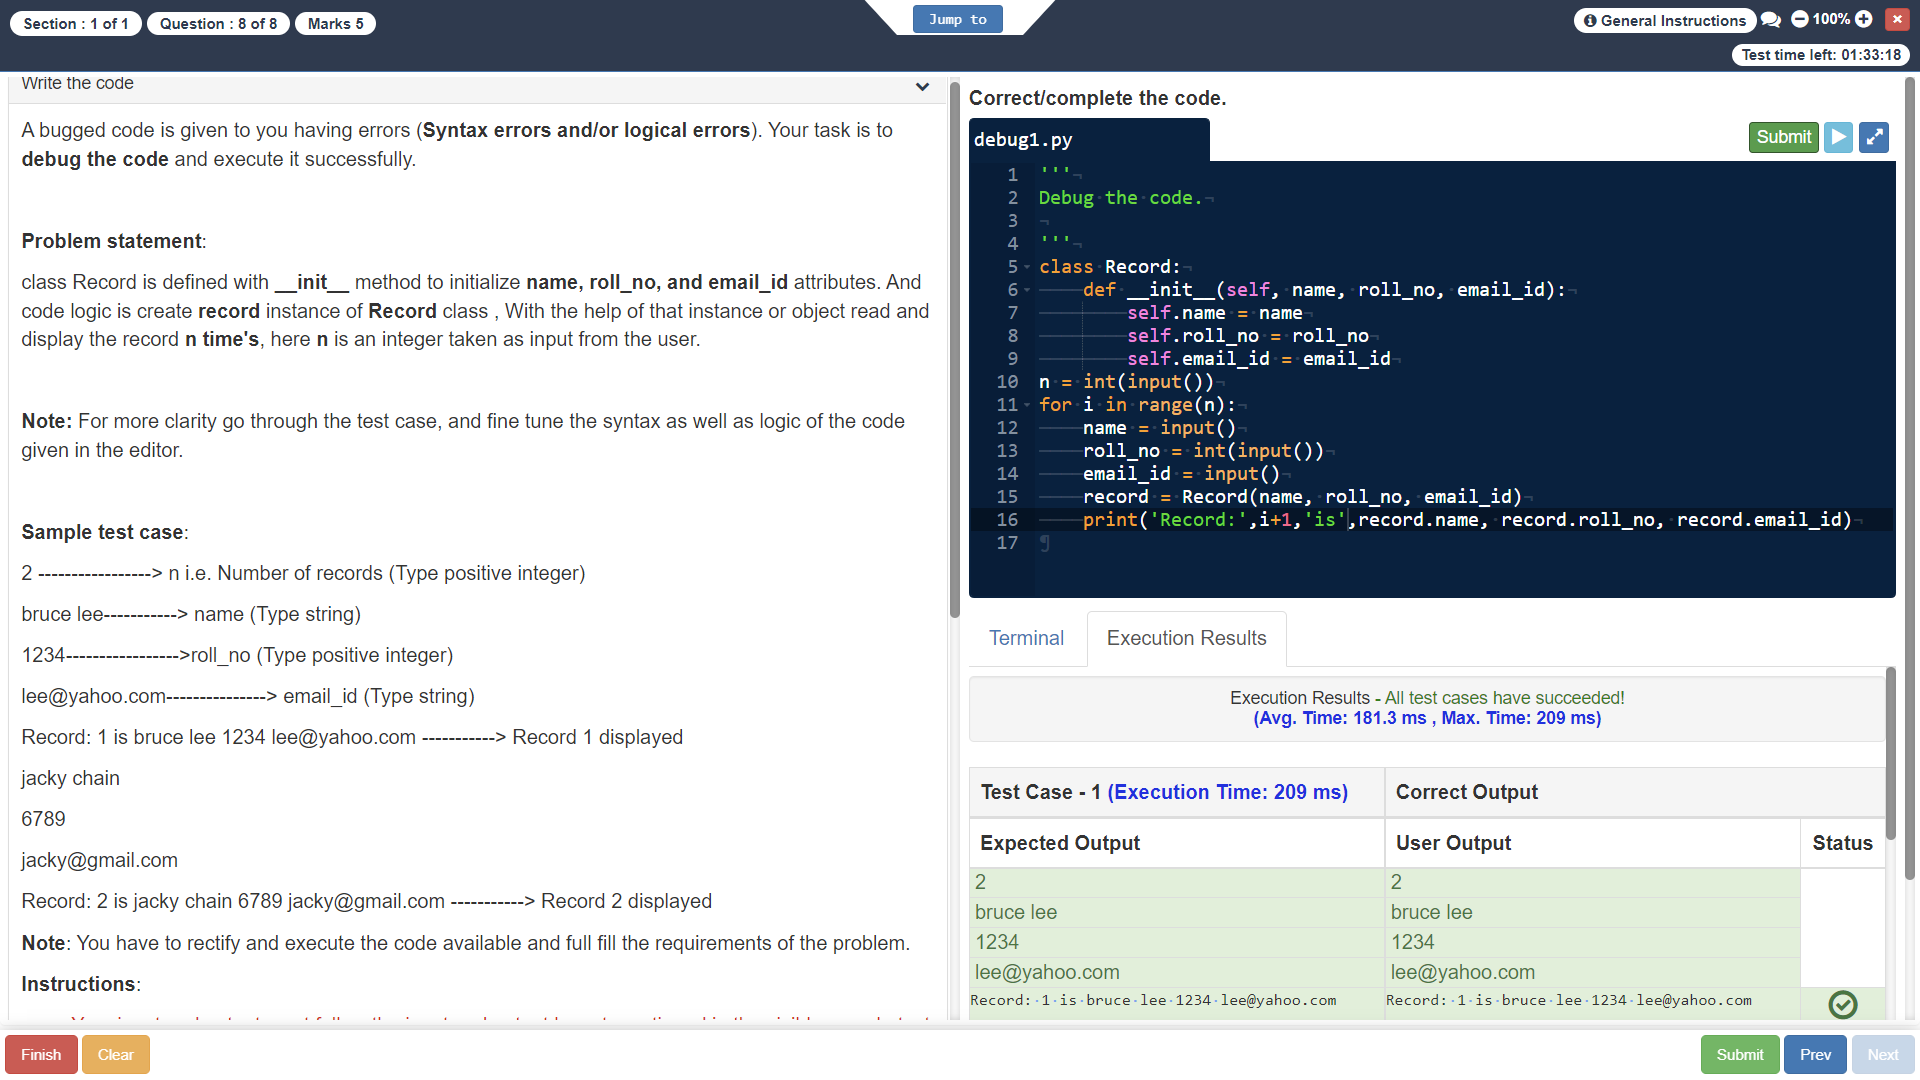 Section : 1 of 1
Question : 8 of 8
Marks 5
Jump to
General Instructions
100%
Test time left: 01:33:18
Write the code
A bugged code is given to you having errors (Syntax errors and/or logical errors). Your task is to
debug the code and execute it successfully.
Problem statement:
class Record is defined with __init__ method to initialize name, roll_no, and email_id attributes. And
code logic is create record instance of Record class , With the help of that instance or object read and
display the record n time's, here n is an integer taken as input from the user.
Note: For more clarity go through the test case, and fine tune the syntax as well as logic of the code
given in the editor.
Sample test case:
2 -----------------> n i.e. Number of records (Type positive integer)
bruce lee-----------> name (Type string)
1234----------------->roll_no (Type positive integer)
lee@yahoo.com---------------> email_id (Type string)
Record: 1 is bruce lee 1234 lee@yahoo.com -----------> Record 1 displayed
jacky chain
6789
jacky@gmail.com
Record: 2 is jacky chain 6789 jacky@gmail.com -----------> Record 2 displayed
Note: You have to rectify and execute the code available and full fill the requirements of the problem.
Instructions:
Correct/complete the code.
debug1.py
Submit
1 '''
2 Debug the code.
3
4 '''
5 class Record:
6 def __init__(self, name, roll_no, email_id):
7 self.name = name
8 self.roll_no = roll_no
9 self.email_id = email_id
10 n = int(input())
11 for i in range(n):
12 name = input()
13 roll_no = int(input())
14 email_id = input()
15 record = Record(name, roll_no, email_id)
16 print('Record:',i+1,'is',record.name, record.roll_no, record.email_id)
17
Terminal
Execution Results
Execution Results - All test cases have succeeded!
(Avg. Time: 181.3 ms , Max. Time: 209 ms)
Test Case - 1 (Execution Time: 209 ms)
Correct Output
Expected Output
User Output
Status
2
2
bruce lee
bruce lee
1234
1234
lee@yahoo.com
lee@yahoo.com
Record: 1 is bruce lee 1234 lee@yahoo.com
Record: 1 is bruce lee 1234 lee@yahoo.com
Finish
Clear
Submit
Prev
Next